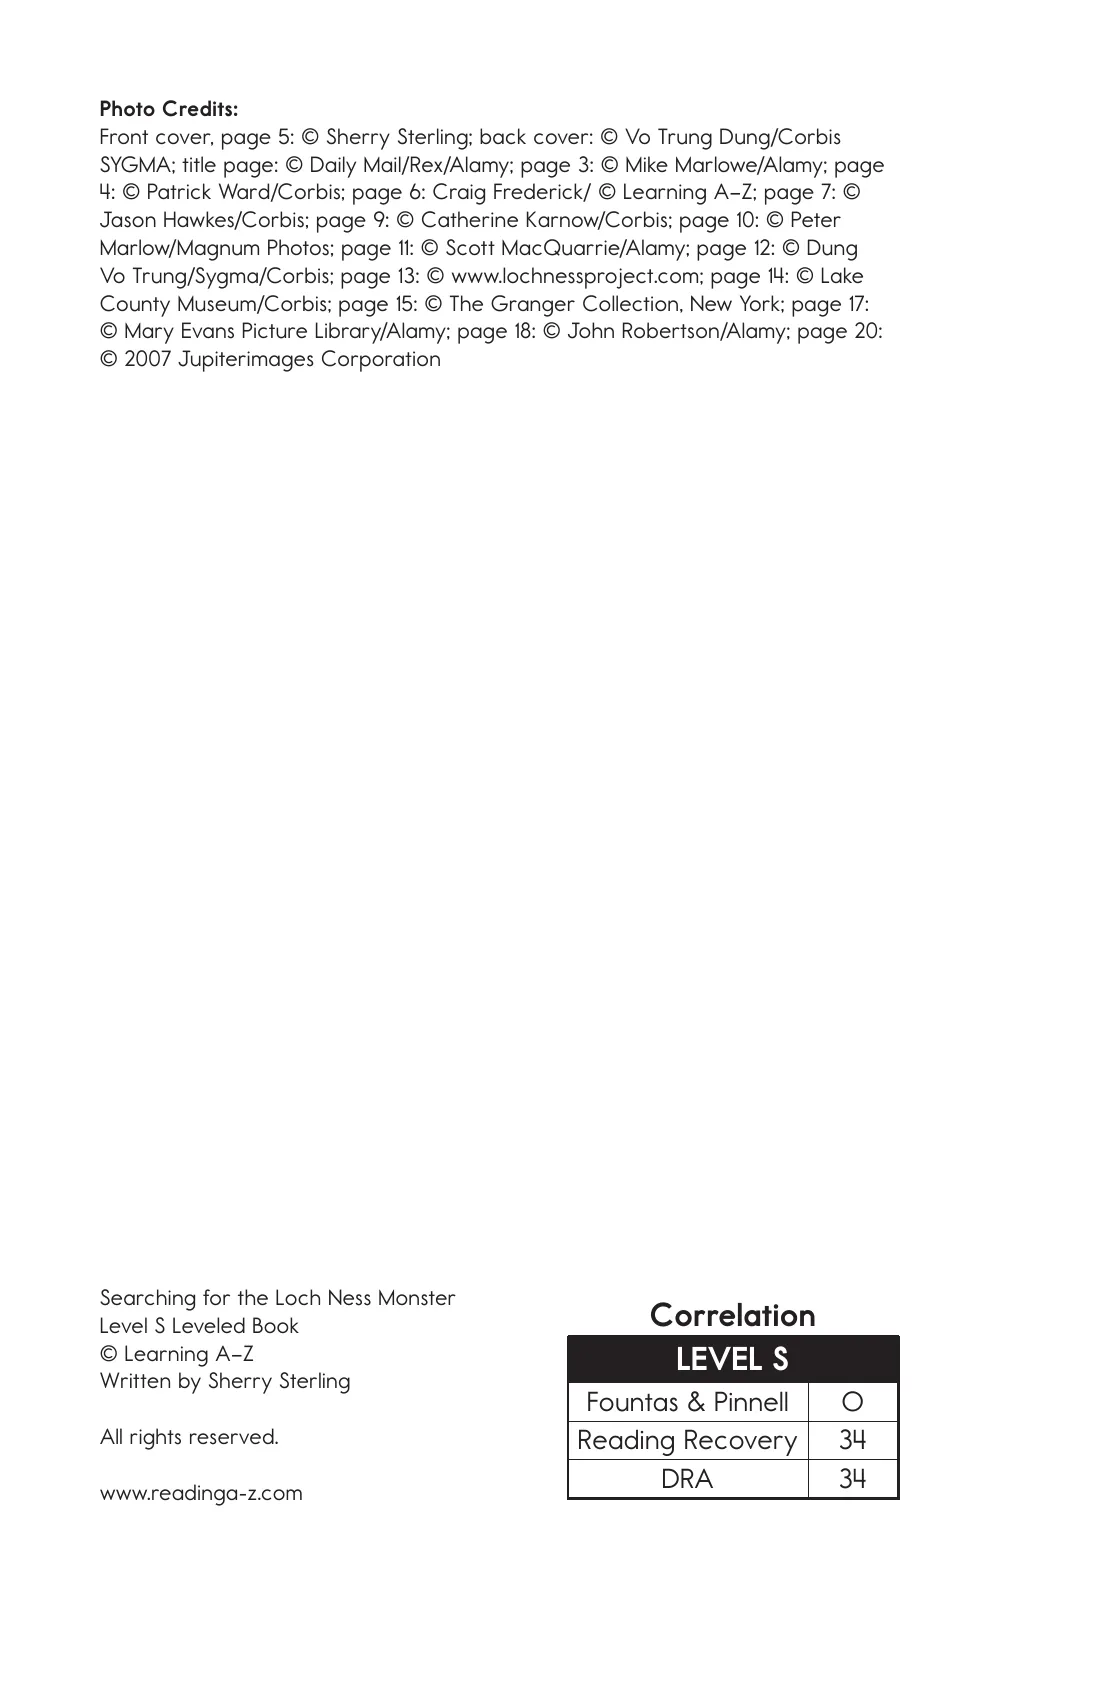 Photo Credits:
Front cover, page 5: © Sherry Sterling; back cover: © Vo Trung Dung/Corbis
SYGMA; title page: © Daily Mail/Rex/Alamy; page 3: © Mike Marlowe/Alamy; page
4: © Patrick Ward/Corbis; page 6: Craig Frederick/ © Learning A–Z; page 7: ©
Jason Hawkes/Corbis; page 9: © Catherine Karnow/Corbis; page 10: © Peter
Marlow/Magnum Photos; page 11: © Scott MacQuarrie/Alamy; page 12: © Dung
Vo Trung/Sygma/Corbis; page 13: © www.lochnessproject.com; page 14: © Lake
County Museum/Corbis; page 15: © The Granger Collection, New York; page 17:
© Mary Evans Picture Library/Alamy; page 18: © John Robertson/Alamy; page 20:
© 2007 Jupiterimages Corporation
Searching for the Loch Ness Monster
Level S Leveled Book
© Learning A–Z
Written by Sherry Sterling
All rights reserved.
www.readinga-z.com
Correlation
LEVEL S
Fountas & Pinnell O
Reading Recovery 34
DRA 34